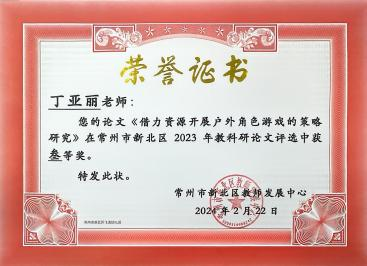 荣誉证书
丁亚丽老师：
您的论文《借力资源开展户外角色游戏的策略
研究》在常州市新北区 2023 年教科研论文评选中获
叁等奖。
特发此状。
常州市新北区教师发展中心
2024 年 2 月 22 日